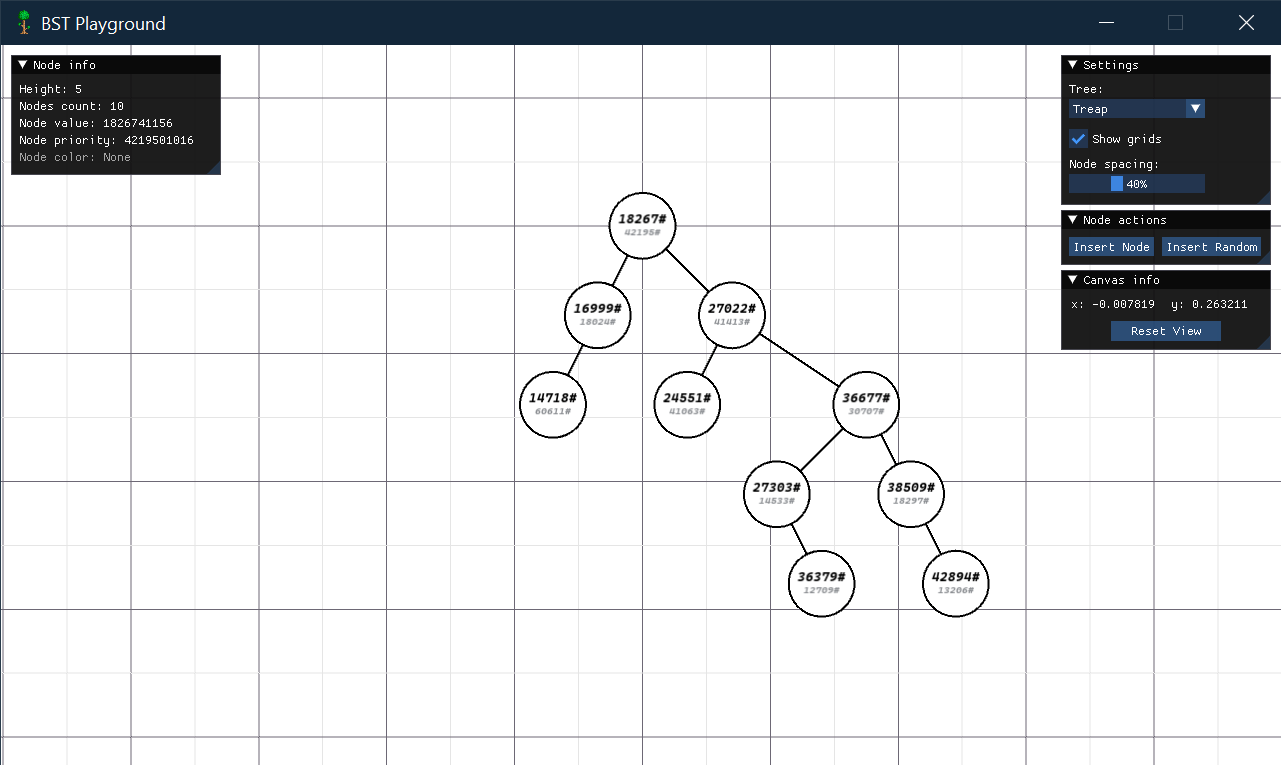 BST Playground
Node info
Height: 5
Nodes count: 10
Node value: 1826741156
Node priority: 4219501016
Node color: None
Settings
Tree:
Treap
Show grids
Node spacing:
40%
Node actions
Insert Node Insert Random
Canvas info
x: -0.007819 y: 0.263211
Reset View
18267#
42195#
16999# 27022#
18024# 41413#
14718# 24551# 36677#
60611# 41063# 30707#
27303# 38509#
14533# 18297#
36379# 42894#
12709# 13206#